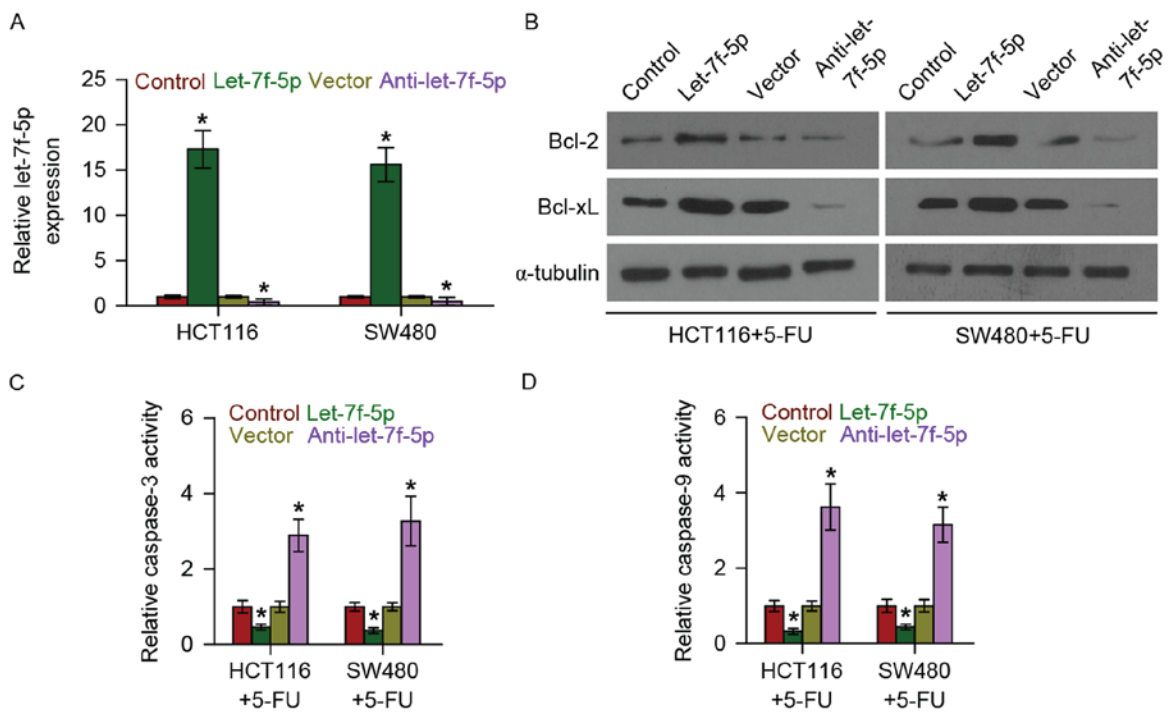 A
Relative let-7f-5p
expression
25
20
15
10
5
0
Control Let-7f-5p Vector Anti-let-7f-5p
*
*
*
*
HCT116
SW480
B
Control
Let-7f-5p
Vector
Anti-let-
7f-5p
Control
Let-7f-5p
Vector
Anti-let-
7f-5p
Bcl-2
Bcl-xL
α-tubulin
HCT116+5-FU
SW480+5-FU
C
Relative caspase-3 activity
6
4
2
0
Control Let-7f-5p
Vector Anti-let-7f-5p
*
*
*
*
HCT116
+5-FU
SW480
+5-FU
D
Relative caspase-9 activity
6
4
2
0
Control Let-7f-5p
Vector Anti-let-7f-5p
*
*
*
*
HCT116
+5-FU
SW480
+5-FU